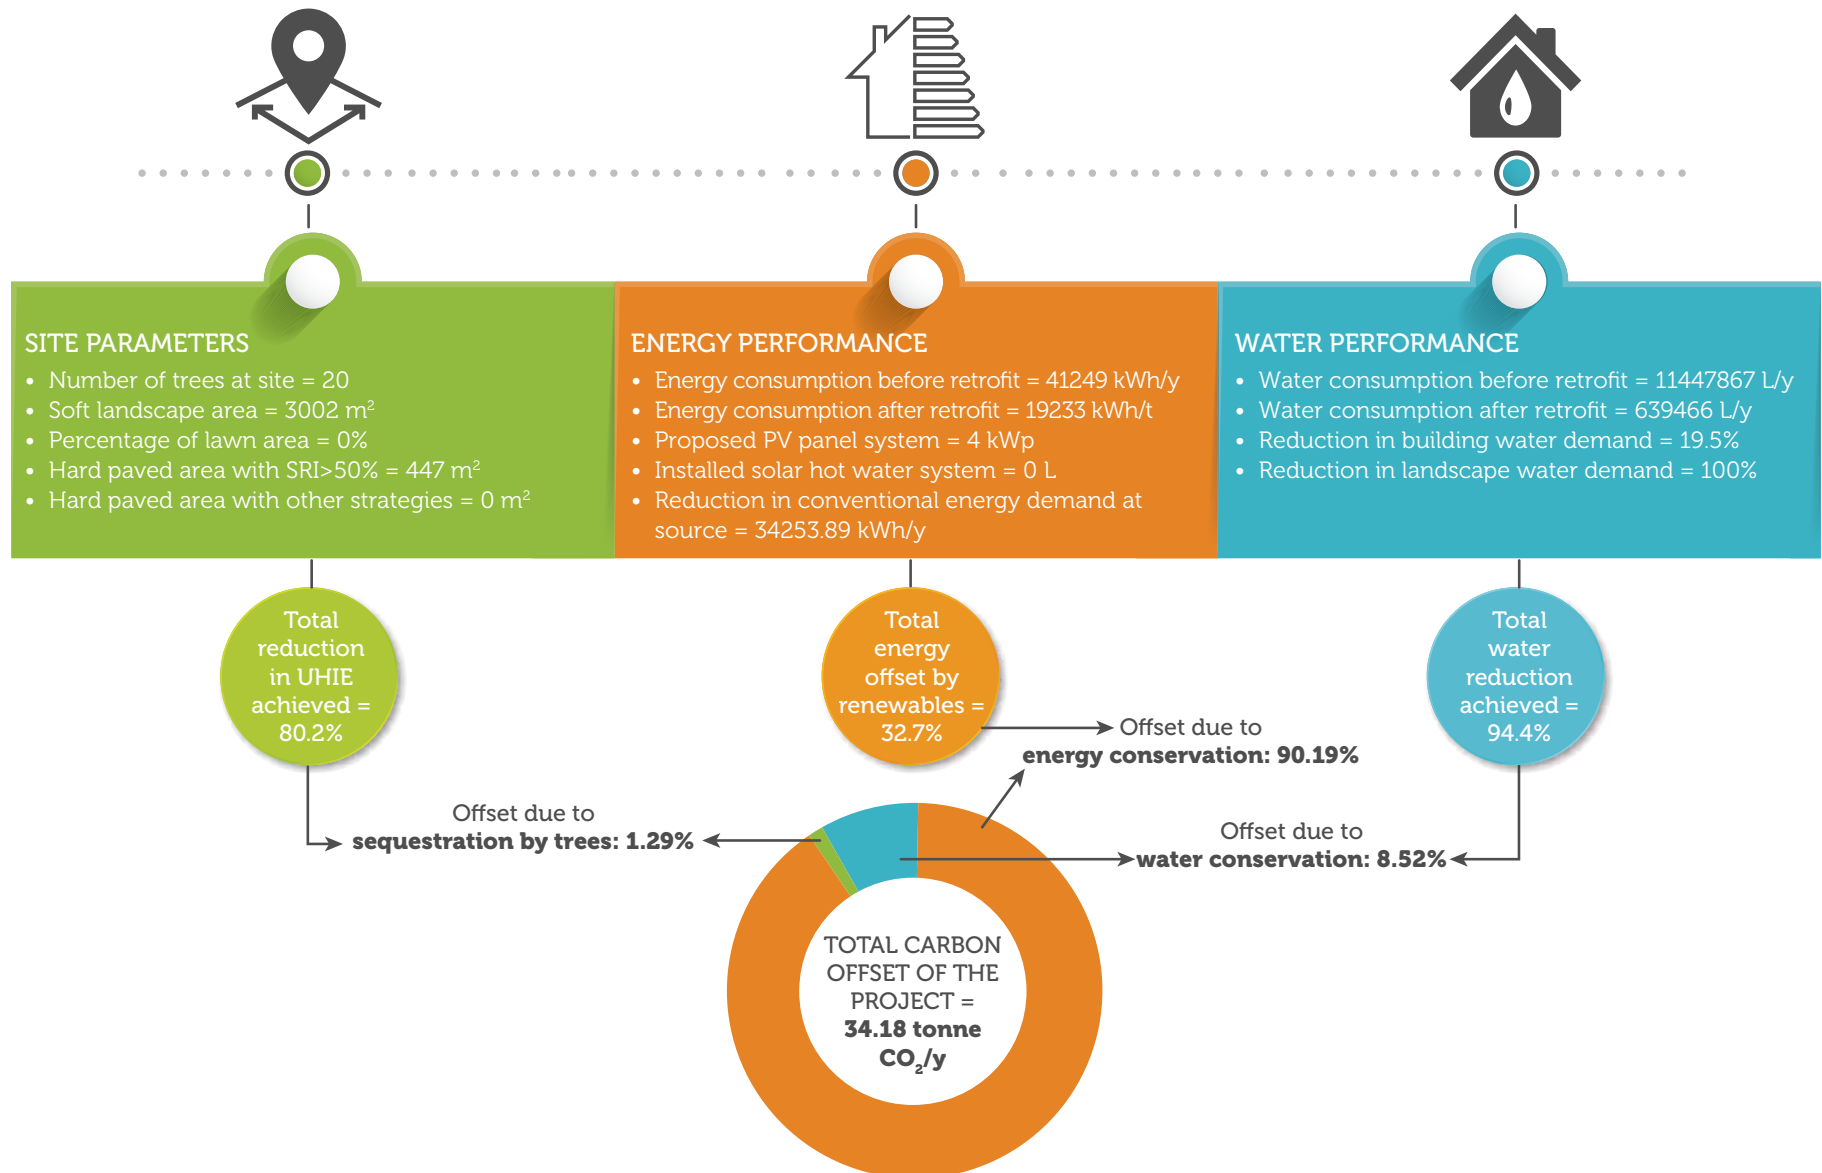 SITE PARAMETERS
• Number of trees at site = 20
• Soft landscape area = 3002 m²
• Percentage of lawn area = 0%
• Hard paved area with SRI>50% = 447 m²
• Hard paved area with other strategies = 0 m²
ENERGY PERFORMANCE
• Energy consumption before retrofit = 41249 kWh/y
• Energy consumption after retrofit = 19233 kWh/t
• Proposed PV panel system = 4 kWp
• Installed solar hot water system = 0 L
• Reduction in conventional energy demand at
source = 34253.89 kWh/y
WATER PERFORMANCE
• Water consumption before retrofit = 11447867 L/y
• Water consumption after retrofit = 639466 L/y
• Reduction in building water demand = 19.5%
• Reduction in landscape water demand = 100%
Total
reduction
in UHIE
achieved =
80.2%
Total
energy
offset by
renewables =
32.7%
Total
water
reduction
achieved =
94.4%
Offset due to
energy conservation: 90.19%
Offset due to
sequestration by trees: 1.29%
Offset due to
water conservation: 8.52%
TOTAL CARBON
OFFSET OF THE
PROJECT =
34.18 tonne
CO₂/y